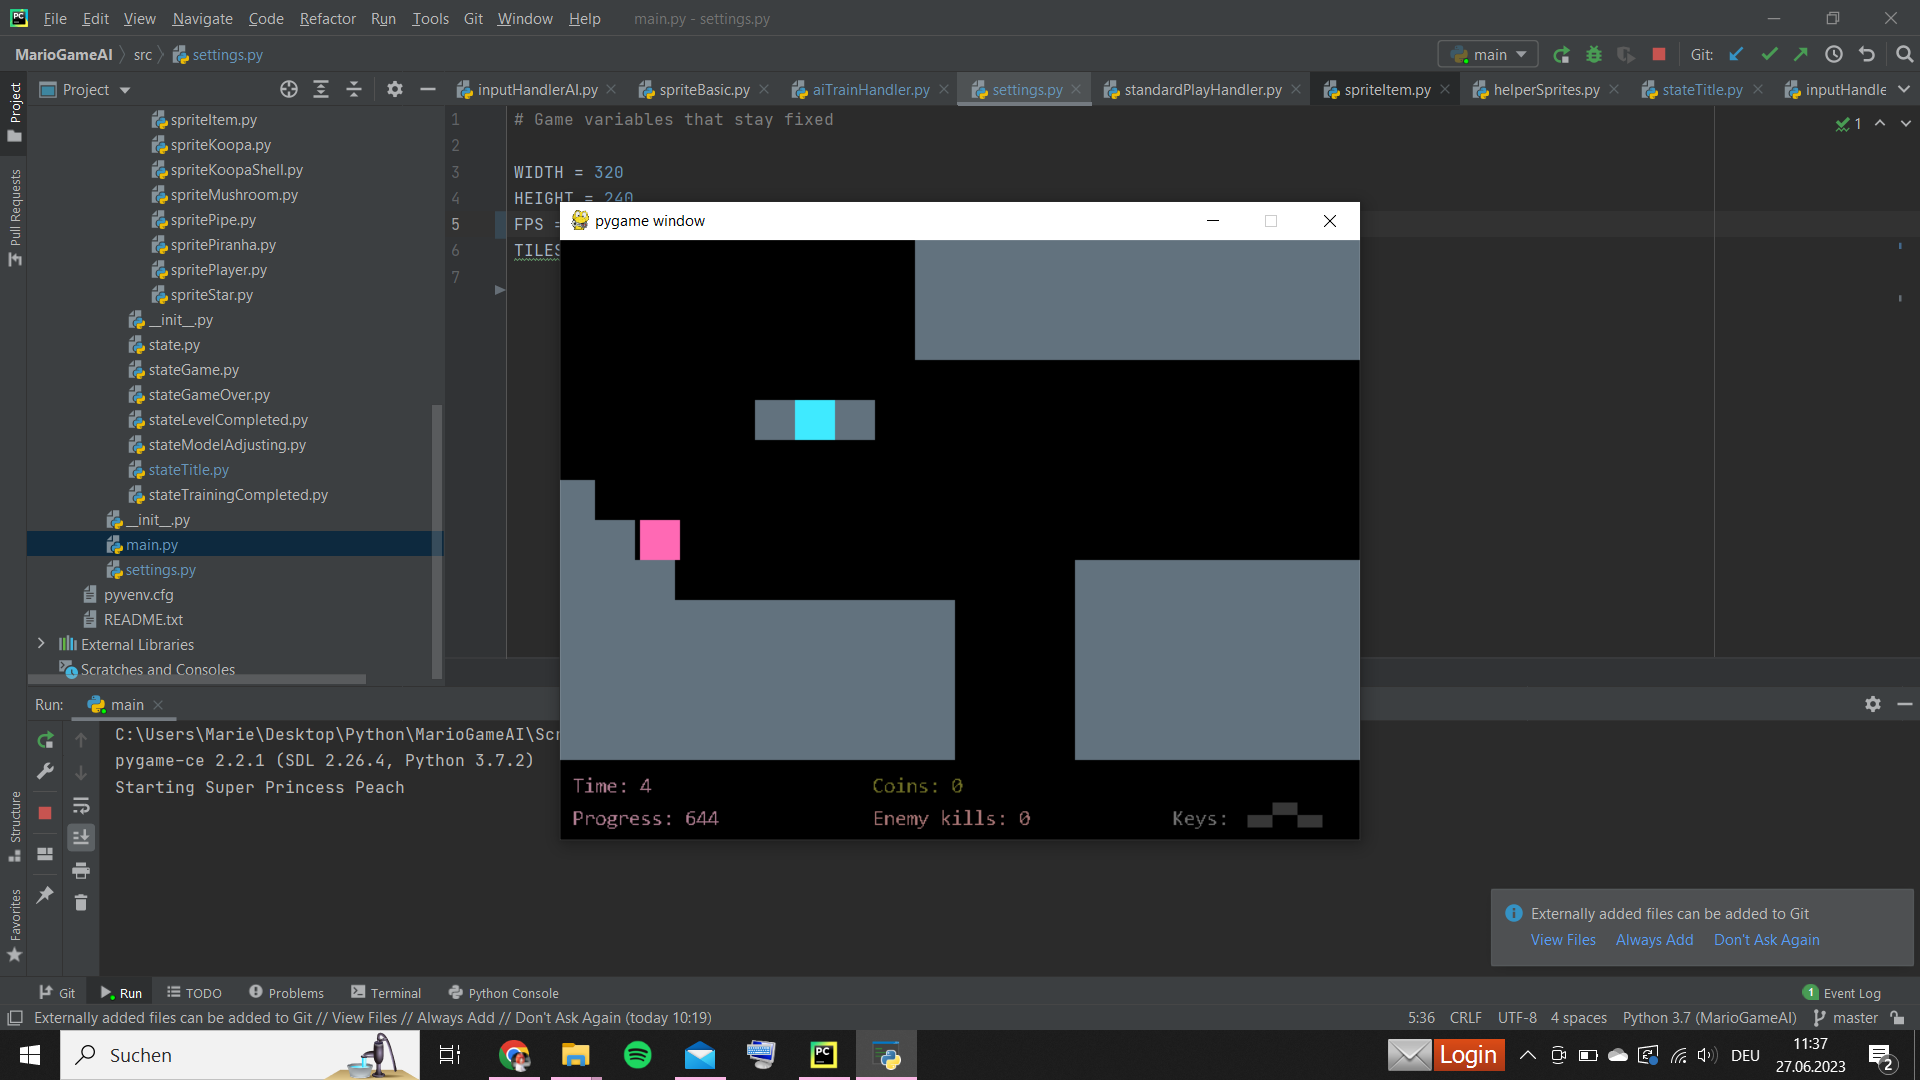 File Edit View Navigate Code Refactor Run Tools Git Window Help main.py - settings.py
MarioGameAI src settings.py main Git:
Project
inputHandlerAI.py spriteBasic.py aiTrainHandler.py settings.py standardPlayHandler.py spriteItem.py helperSprites.py stateTitle.py inputHandle
Project
Pull Requests
Structure
Favorites
spriteItem.py
spriteKoopa.py
spriteKoopaShell.py
spriteMushroom.py
spritePipe.py
spritePiranha.py
spritePlayer.py
spriteStar.py
__init__.py
state.py
stateGame.py
stateGameOver.py
stateLevelCompleted.py
stateModelAdjusting.py
stateTitle.py
stateTrainingCompleted.py
__init__.py
main.py
settings.py
pyvenv.cfg
README.txt
External Libraries
Scratches and Consoles
1 # Game variables that stay fixed
2
3 WIDTH = 320
4 HEIGHT = 240
5 FPS =
6 TILES
7
1
pygame window
Time: 4 Coins: 0
Progress: 644 Enemy kills: 0 Keys:
Run: main
C:\Users\Marie\Desktop\Python\MarioGameAI\Scr
pygame-ce 2.2.1 (SDL 2.26.4, Python 3.7.2)
Starting Super Princess Peach
Externally added files can be added to Git
View Files Always Add Don't Ask Again
Git Run TODO Problems Terminal Python Console 1 Event Log
Externally added files can be added to Git // View Files // Always Add // Don't Ask Again (today 10:19) 5:36 CRLF UTF-8 4 spaces Python 3.7 (MarioGameAI) master
Suchen
Login
DEU
11:37
27.06.2023
2